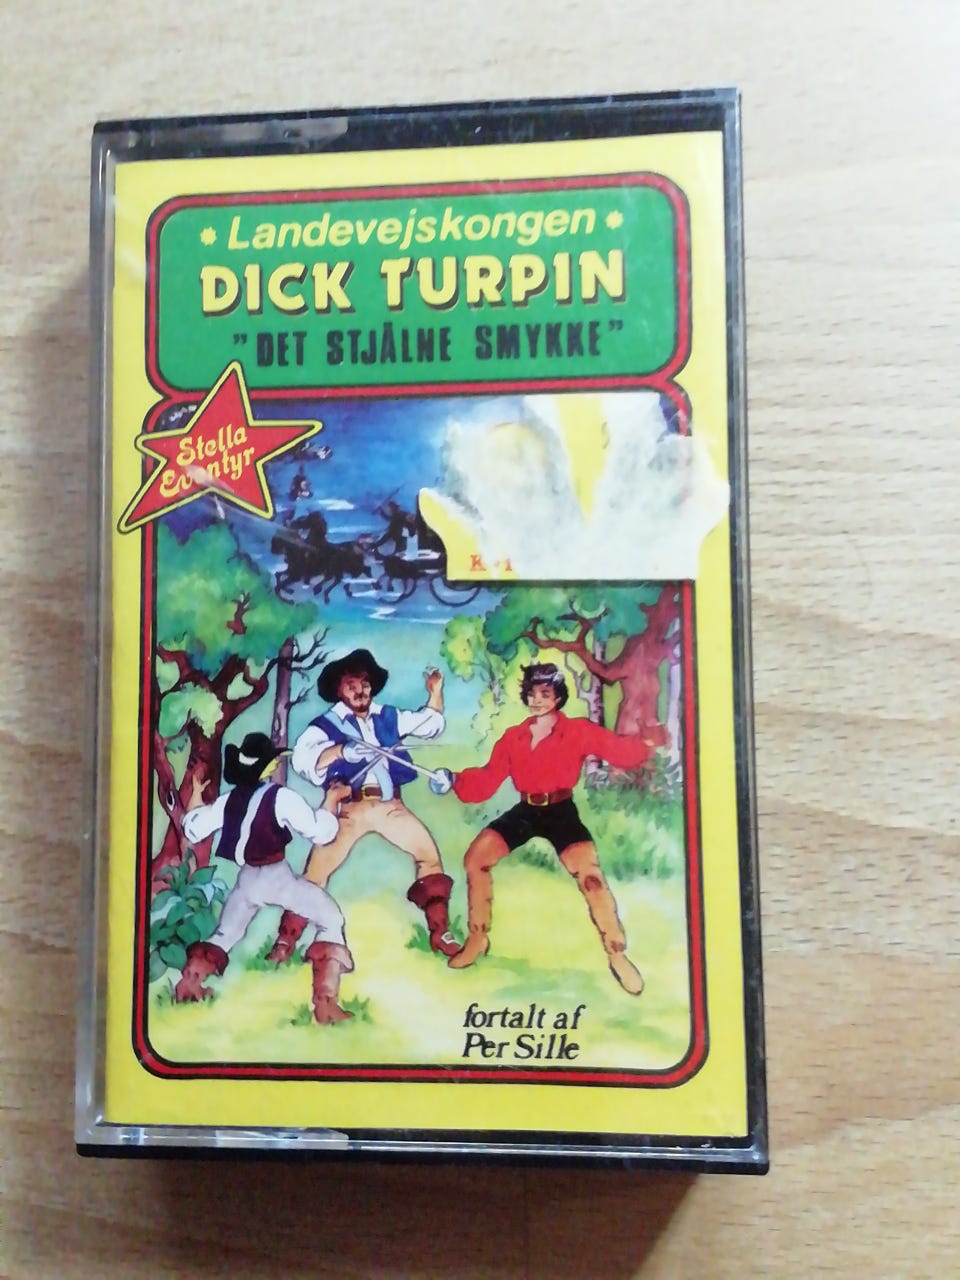 * Landevejskongen *
DICK TURPIN
"DET STJÅLNE SMYKKE"
Stella
Eventyr
fortalt af
Per Sille